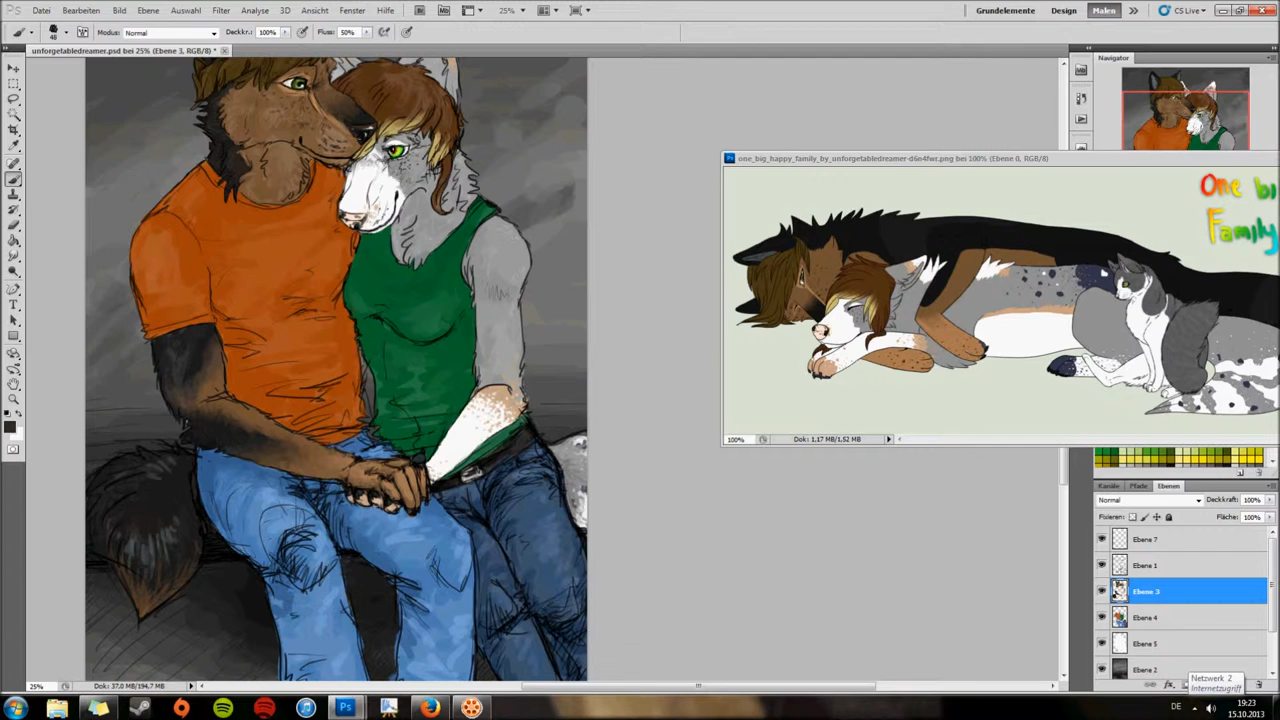 Datei Bearbeiten Bild Ebene Auswahl Filter Analyse 3D Ansicht Fenster Hilfe 25% Grundelemente Design Malen CS Live
48 Modus: Normal Deckkr.: 100% Fluss: 50%
unforgetabledreamer.psd bei 25% (Ebene 3, RGB/8) *
Navigator
one_big_happy_family_by_unforgetabledreamer-d6n4fwr.png bei 100% (Ebene 0, RGB/8)
One bi
Family
100% Dok: 1,17 MB/1,52 MB
Kanäle Pfade Ebenen
Normal Deckkraft: 100%
Fixieren: Fläche: 100%
Ebene 7
Ebene 1
Ebene 3
Ebene 4
Ebene 5
Ebene 2
Netzwerk 2
Internetzugriff
25% Dok: 37,0 MB/194,7 MB
DE 19:23
15.10.2013